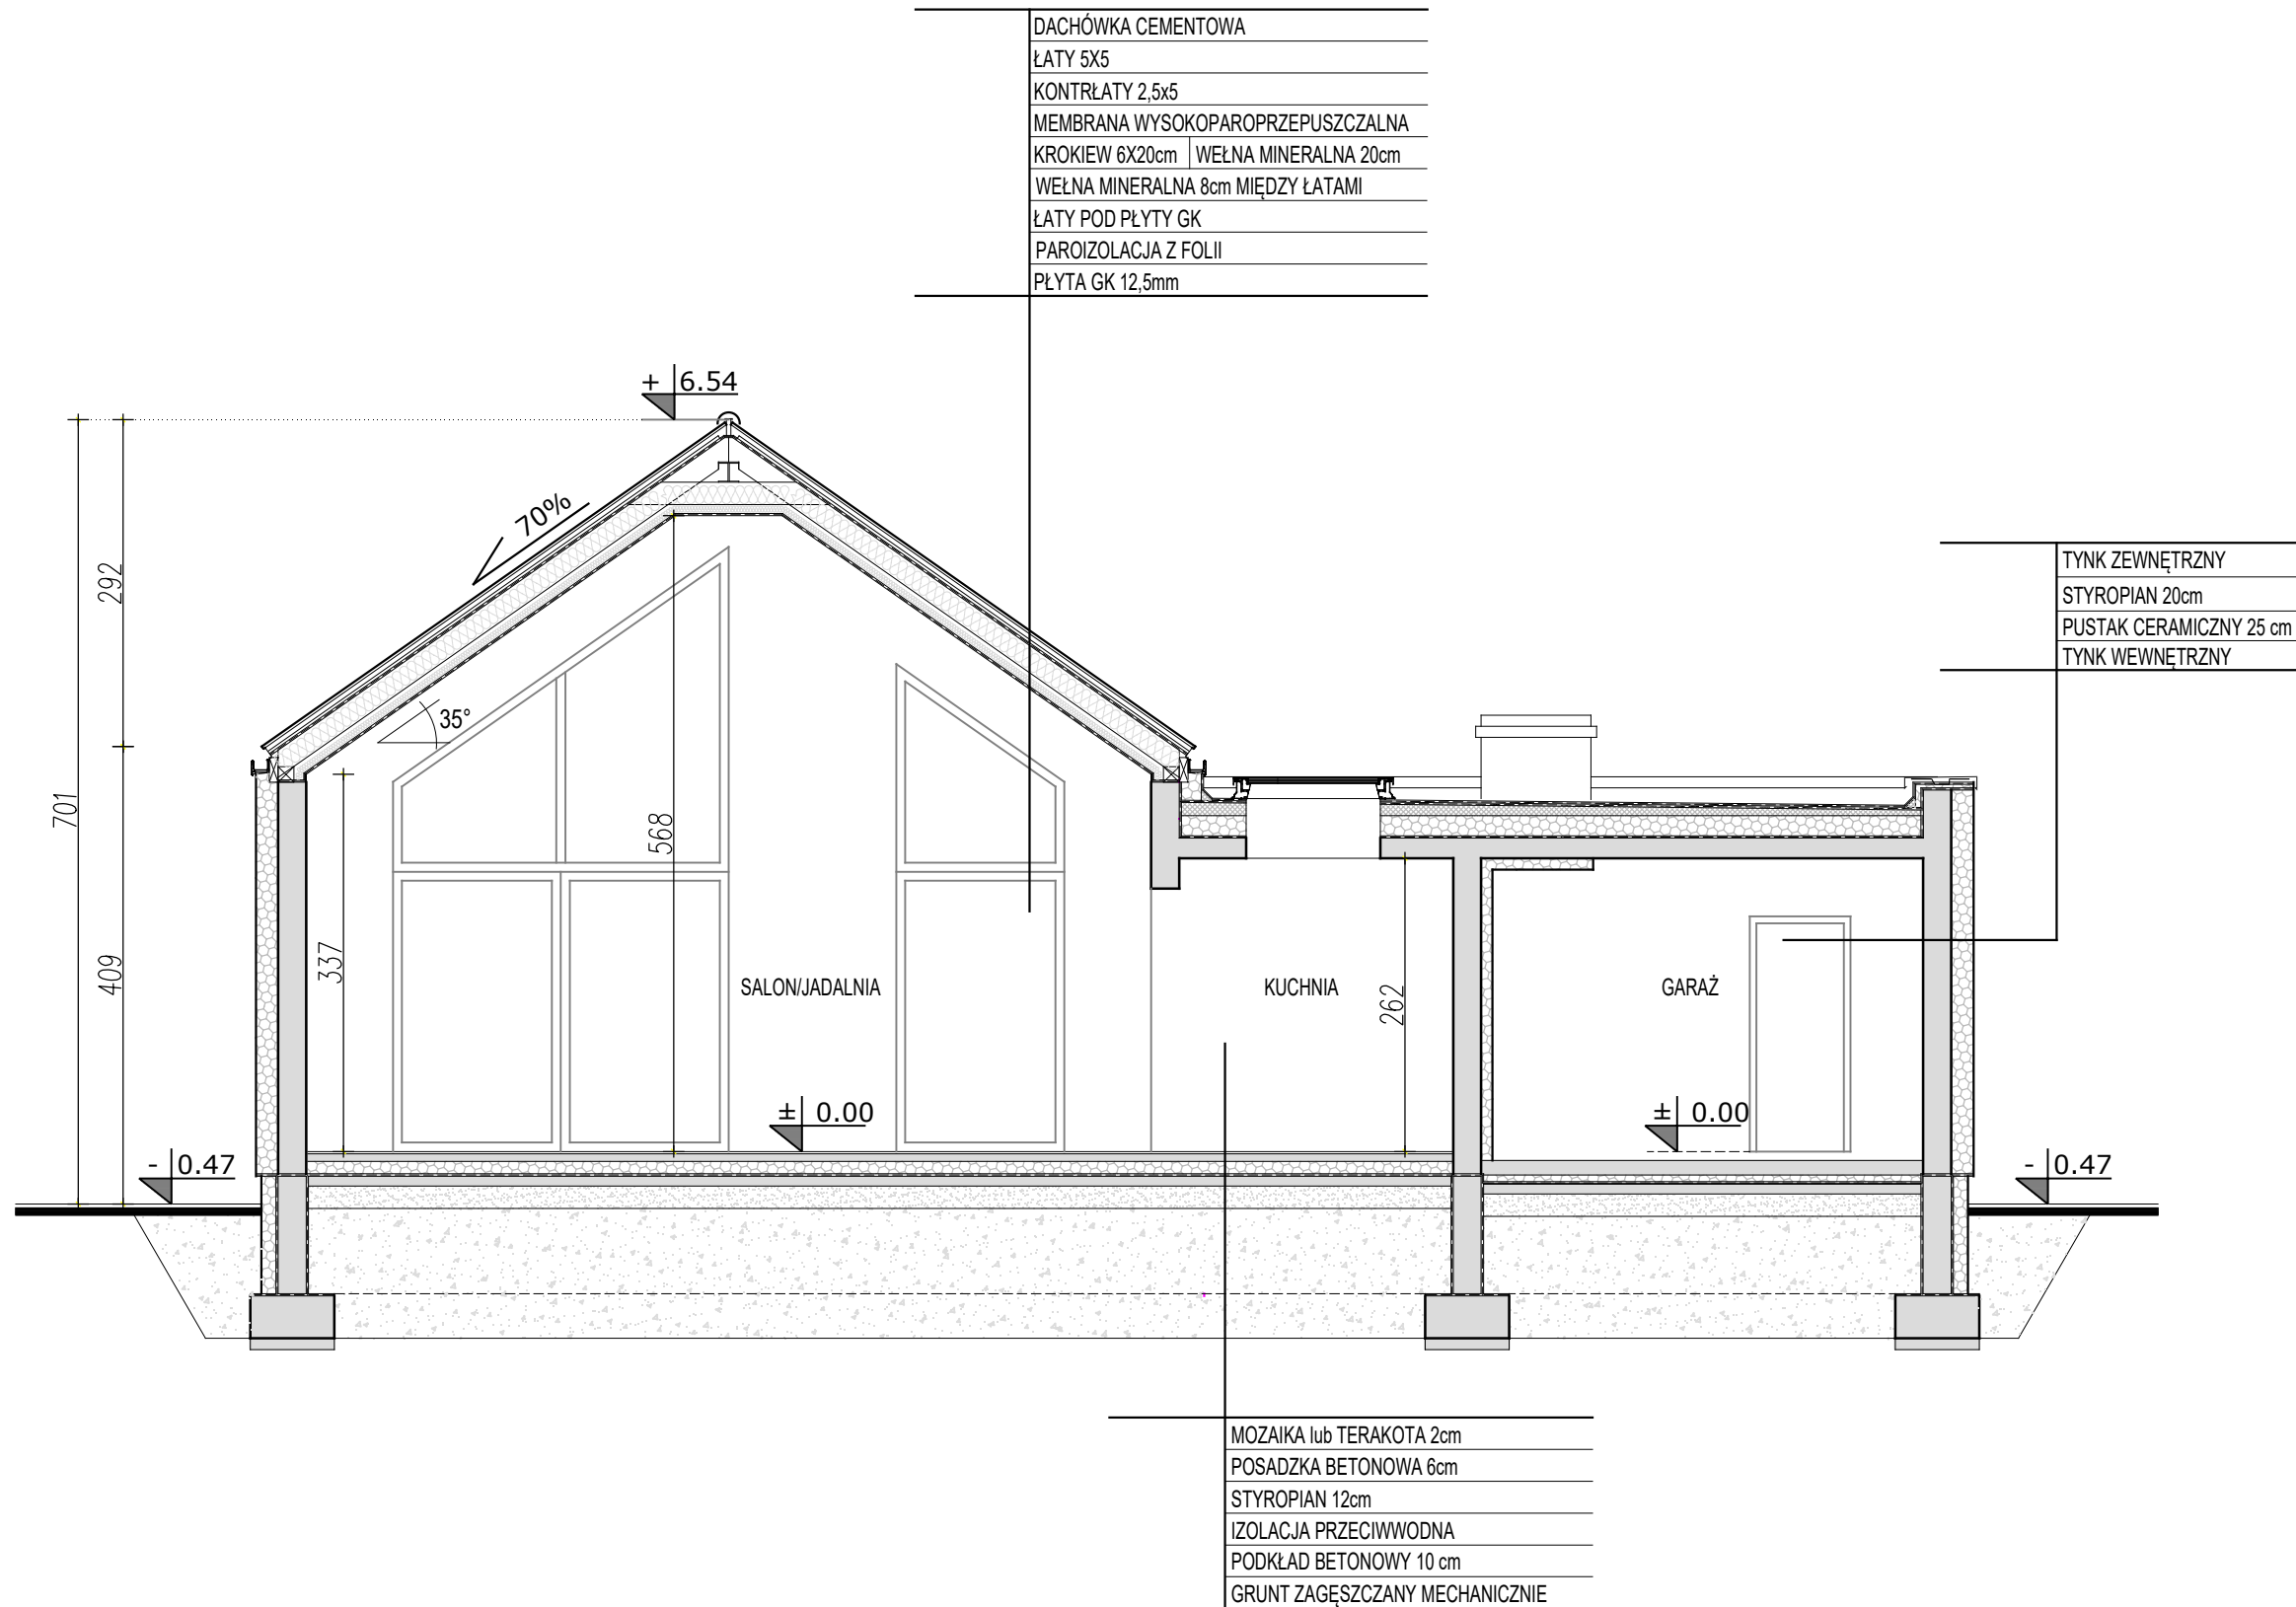 DACHÓWKA CEMENTOWA
ŁATY 5X5
KONTRŁATY 2,5x5
MEMBRANA WYSOKOPAROPRZEPUSZCZALNA
KROKIEW 6X20cm WEŁNA MINERALNA 20cm
WEŁNA MINERALNA 8cm MIĘDZY ŁATAMI
ŁATY POD PŁYTY GK
PAROIZOLACJA Z FOLII
PŁYTA GK 12,5mm
+ 6.54
70%
292
TYNK ZEWNĘTRZNY
STYROPIAN 20cm
PUSTAK CERAMICZNY 25 cm
TYNK WEWNĘTRZNY
35°
701
568
337
409
SALON/JADALNIA
KUCHNIA
262
GARAŻ
± 0.00
± 0.00
- 0.47
- 0.47
MOZAIKA lub TERAKOTA 2cm
POSADZKA BETONOWA 6cm
STYROPIAN 12cm
IZOLACJA PRZECIWWODNA
PODKŁAD BETONOWY 10 cm
GRUNT ZAGĘSZCZANY MECHANICZNIE